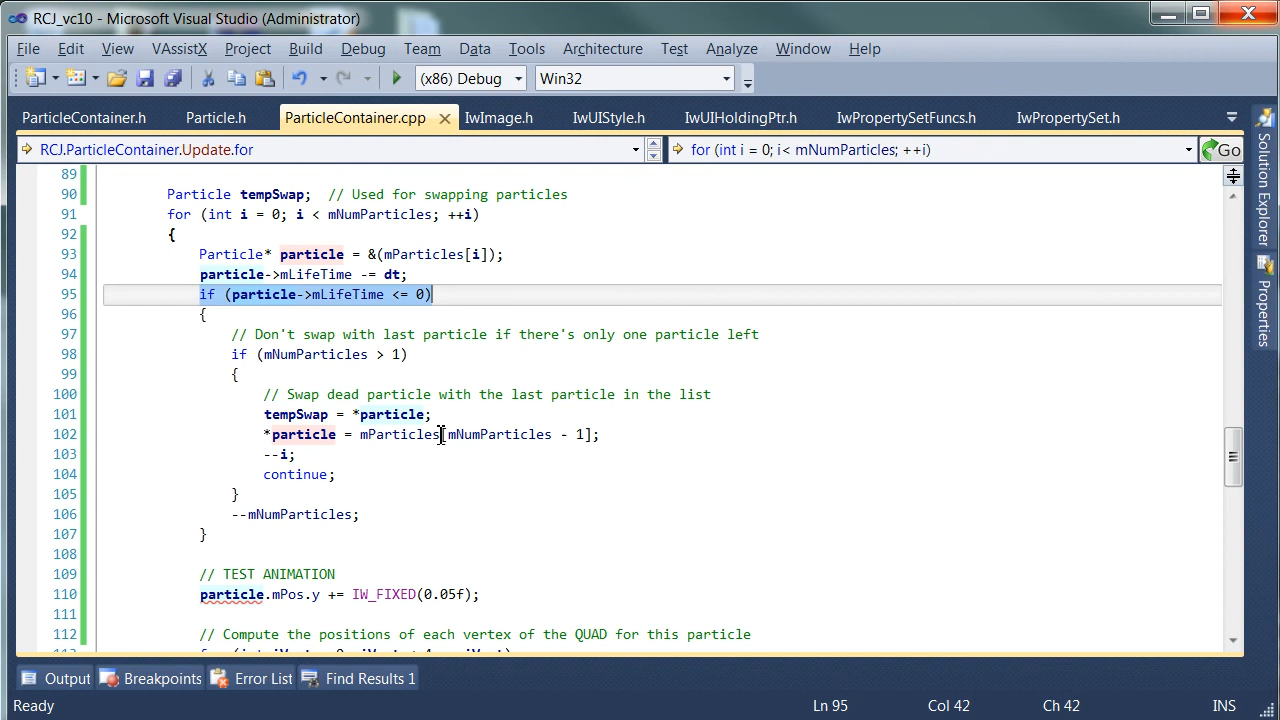 RCJ_vc10 - Microsoft Visual Studio (Administrator)
File Edit View VAssistX Project Build Debug Team Data Tools Architecture Test Analyze Window Help
(x86) Debug Win32
ParticleContainer.h Particle.h ParticleContainer.cpp IwImage.h IwUIStyle.h IwUIHoldingPtr.h IwPropertySetFuncs.h IwPropertySet.h
RCJ.ParticleContainer.Update.for for (int i = 0; i< mNumParticles; ++i) Go
89
90 Particle tempSwap; // Used for swapping particles
91 for (int i = 0; i < mNumParticles; ++i)
92 {
93 Particle* particle = &(mParticles[i]);
94 particle->mLifeTime -= dt;
95 if (particle->mLifeTime <= 0)
96 {
97 // Don't swap with last particle if there's only one particle left
98 if (mNumParticles > 1)
99 {
100 // Swap dead particle with the last particle in the list
101 tempSwap = *particle;
102 *particle = mParticles[mNumParticles - 1];
103 --i;
104 continue;
105 }
106 --mNumParticles;
107 }
108
109 // TEST ANIMATION
110 particle.mPos.y += IW_FIXED(0.05f);
111
112 // Compute the positions of each vertex of the QUAD for this particle
Solution Explorer
Properties
Output Breakpoints Error List Find Results 1
Ready Ln 95 Col 42 Ch 42 INS